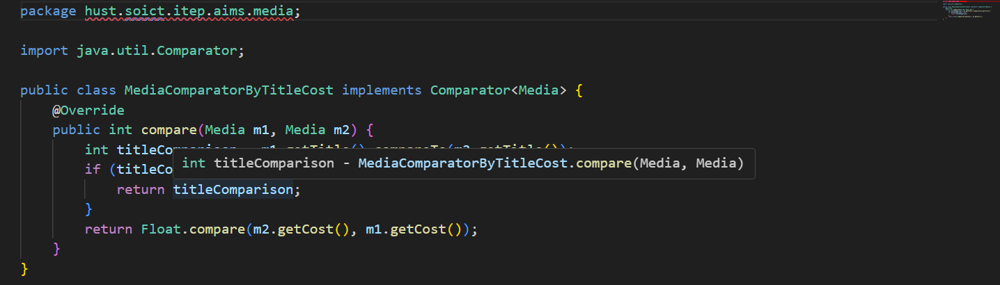 package hust.soict.itep.aims.media;
import java.util.Comparator;
public class MediaComparatorByTitleCost implements Comparator<Media> {
@Override
public int compare(Media m1, Media m2) {
int titleComparison = m1.getTitle().compareTo(m2.getTitle());
int titleComparison - MediaComparatorByTitleCost.compare(Media, Media)
if (titleCo
return titleComparison;
}
return Float.compare(m2.getCost(), m1.getCost());
}
}